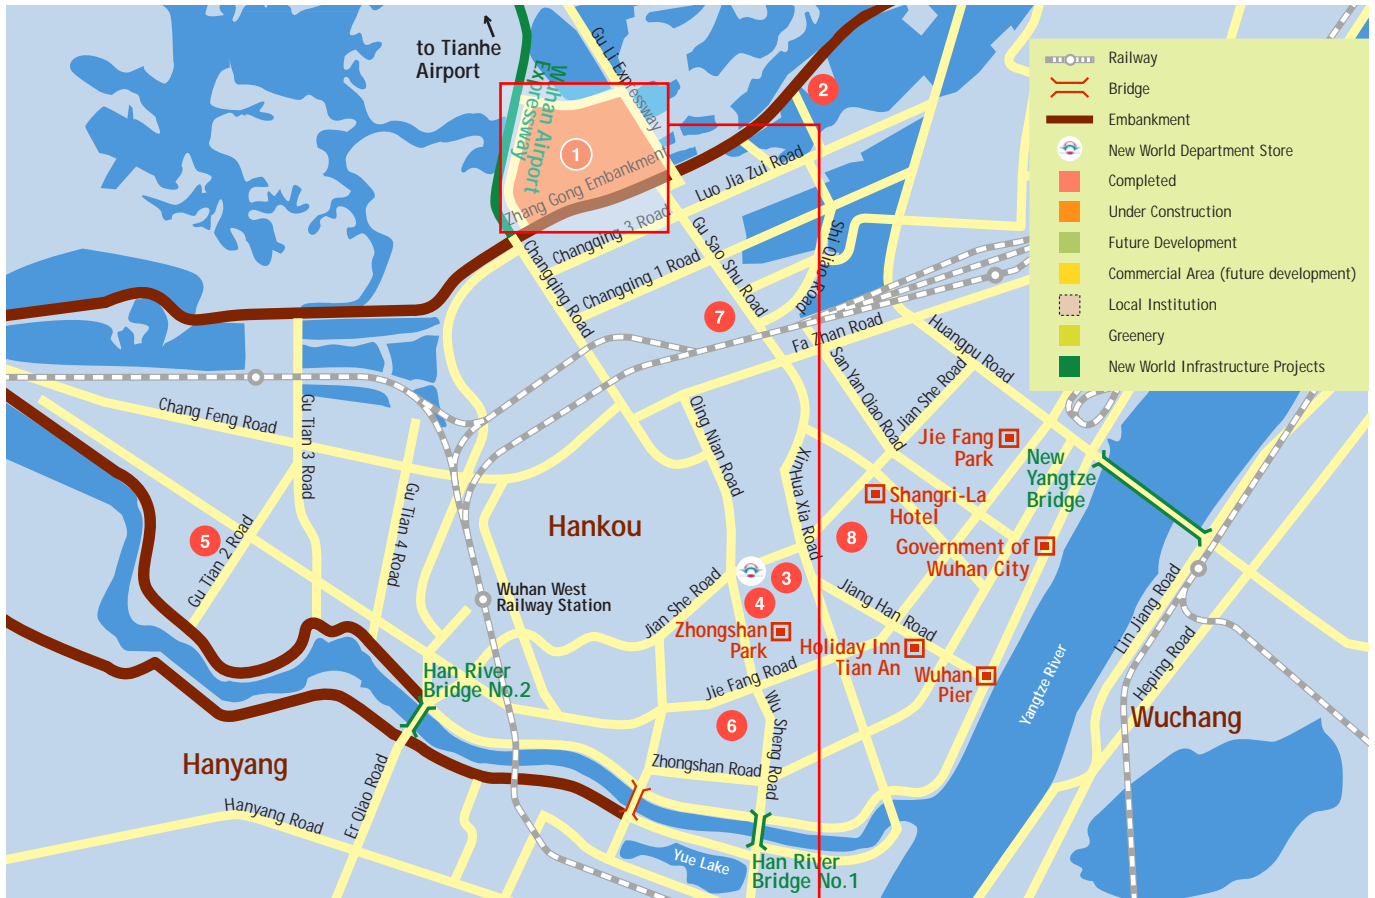 to Tianhe
Airport
Wuhan Airport
Expressway
Gu Li Expressway
2
1
Zhang Gong Embankment
Luo Jia Zui Road
Changqing 3 Road
Changqing 1 Road
Changqing Road
Gu Sao Shu Road
Shi Qiao Road
7
Fa Zhan Road
Huangpu Road
San Yan Qiao Road
Jian She Road
Railway
Bridge
Embankment
New World Department Store
Completed
Under Construction
Future Development
Commercial Area (future development)
Local Institution
Greenery
New World Infrastructure Projects
Chang Feng Road
Gu Tian 3 Road
Gu Tian 4 Road
Gu Tian 2 Road
5
Qing Nian Road
Xin Hua Xia Road
Jie Fang
Park
New
Yangtze
Bridge
Shangri-La
Hotel
Hankou
8
Government of
Wuhan City
Wuhan West
Railway Station
Jian She Road
3
4
Jiang Han Road
Zhongshan
Park
Holiday Inn
Tian An
Wuhan
Pier
Lin Jiang Road
Heping Road
Yangtze River
Wuchang
Han River
Bridge No.2
Jie Fang Road
6
Wu Sheng Road
Zhongshan Road
Hanyang
Er Qiao Road
Hanyang Road
Yue Lake
Han River
Bridge No.1